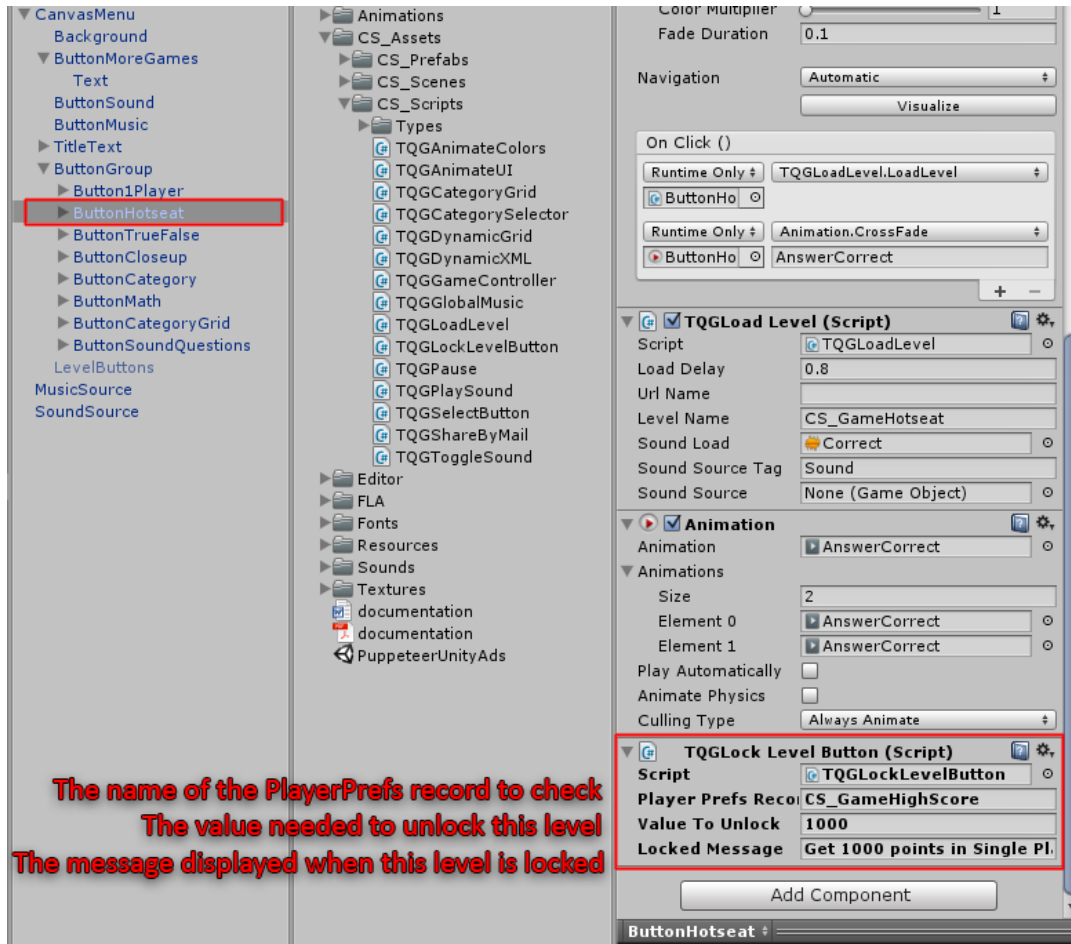 CanvasMenu
Background
ButtonMoreGames
Text
ButtonSound
ButtonMusic
TitleText
ButtonGroup
Button1Player
ButtonHotseat
ButtonTrueFalse
ButtonCloseup
ButtonCategory
ButtonMath
ButtonCategoryGrid
ButtonSoundQuestions
LevelButtons
MusicSource
SoundSource
Animations
CS_Assets
CS_Prefabs
CS_Scenes
CS_Scripts
Types
TQGAnimateColors
TQGAnimateUI
TQGCategoryGrid
TQGCategorySelector
TQGDynamicGrid
TQGDynamicXML
TQGGameController
TQGGlobalMusic
TQGLoadLevel
TQGLockLevelButton
TQGPause
TQGPlaySound
TQGSelectButton
TQGShareByMail
TQGToggleSound
Editor
FLA
Fonts
Resources
Sounds
Textures
documentation
documentation
PuppeteerUnityAds
Color Multiplier 1
Fade Duration 0.1
Navigation Automatic
Visualize
On Click ()
Runtime Only TQGLoadLevel.LoadLevel
ButtonHo
Runtime Only Animation.CrossFade
ButtonHo AnswerCorrect
+ −
TQGLoad Level (Script)
Script TQGLoadLevel
Load Delay 0.8
Url Name
Level Name CS_GameHotseat
Sound Load Correct
Sound Source Tag Sound
Sound Source None (Game Object)
Animation
Animation AnswerCorrect
Animations
Size 2
Element 0 AnswerCorrect
Element 1 AnswerCorrect
Play Automatically
Animate Physics
Culling Type Always Animate
TQGLock Level Button (Script)
Script TQGLockLevelButton
Player Prefs Reco CS_GameHighScore
Value To Unlock 1000
Locked Message Get 1000 points in Single Pl
The name of the PlayerPrefs record to check
The value needed to unlock this level
The message displayed when this level is locked
Add Component
ButtonHotseat